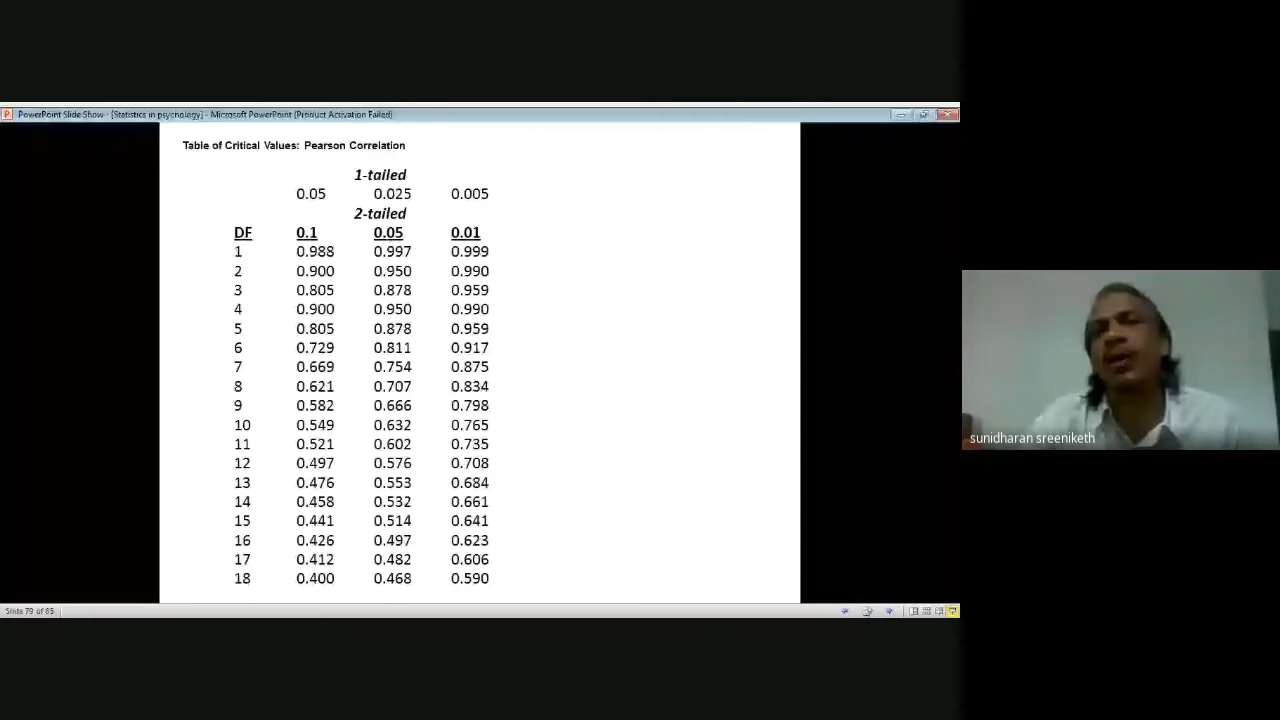 PowerPoint Slide Show - [Statistics in psychology] - Microsoft PowerPoint (Product Activation Failed)
Table of Critical Values: Pearson Correlation
1-tailed
0.05 0.025 0.005
2-tailed
DF 0.1 0.05 0.01
1 0.988 0.997 0.999
2 0.900 0.950 0.990
3 0.805 0.878 0.959
4 0.900 0.950 0.990
5 0.805 0.878 0.959
6 0.729 0.811 0.917
7 0.669 0.754 0.875
8 0.621 0.707 0.834
9 0.582 0.666 0.798
10 0.549 0.632 0.765
11 0.521 0.602 0.735
12 0.497 0.576 0.708
13 0.476 0.553 0.684
14 0.458 0.532 0.661
15 0.441 0.514 0.641
16 0.426 0.497 0.623
17 0.412 0.482 0.606
18 0.400 0.468 0.590
Slide 79 of 85
sunidharan sreeniketh